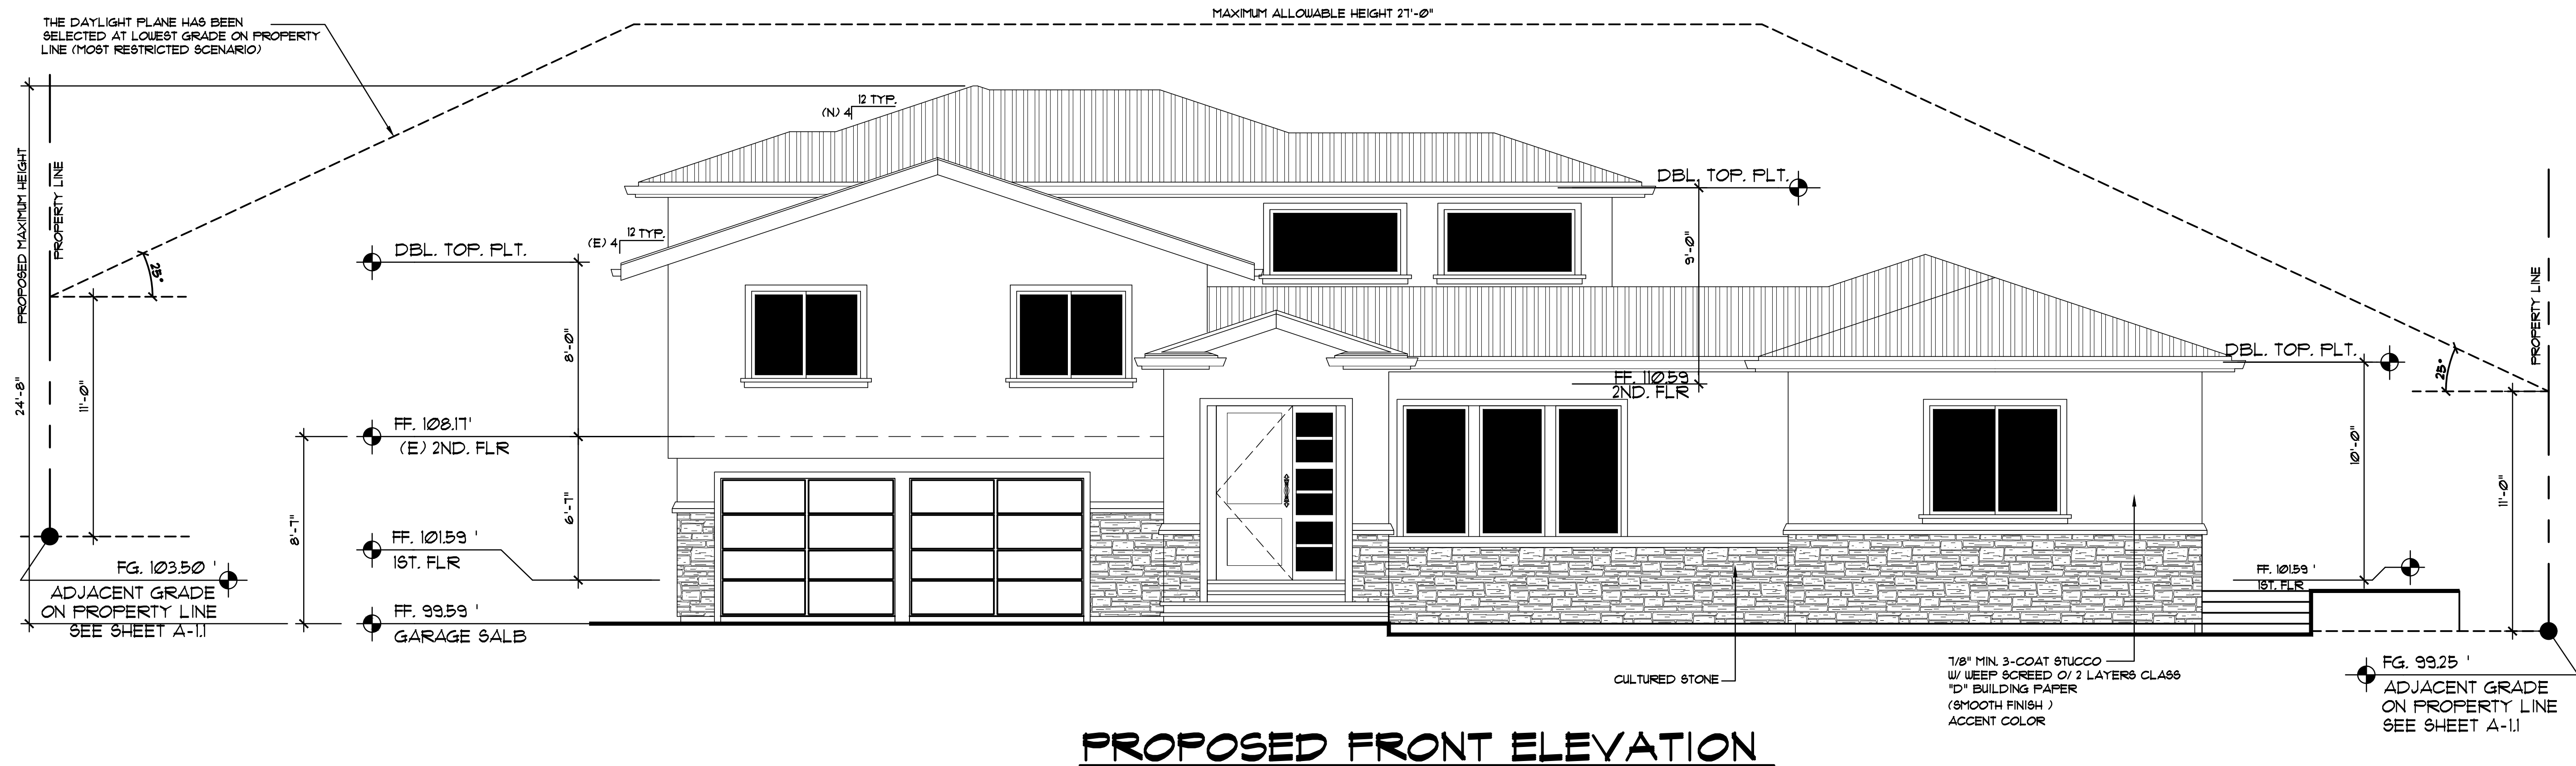 THE DAYLIGHT PLANE HAS BEEN
SELECTED AT LOWEST GRADE ON PROPERTY
LINE (MOST RESTRICTED SCENARIO)
MAXIMUM ALLOWABLE HEIGHT 27'-0"
PROPOSED MAXIMUM HEIGHT
24'-8"
PROPERTY LINE
25°
11'-0"
(N) 4
12 TYP.
(E) 4
12 TYP.
DBL. TOP. PLT.
8'-0"
FF. 108.17'
(E) 2ND. FLR
6'-7"
8'-7"
FF. 101.59 '
1ST. FLR
FG. 103.50 '
ADJACENT GRADE
ON PROPERTY LINE
SEE SHEET A-1.1
FF. 99.59 '
GARAGE SALB
DBL. TOP. PLT.
9'-0"
FF. 110.59
2ND. FLR
DBL. TOP. PLT.
10'-0"
FF. 101.59 '
1ST. FLR
25°
PROPERTY LINE
11'-0"
CULTURED STONE
7/8" MIN. 3-COAT STUCCO
W/ WEEP SCREED O/ 2 LAYERS CLASS
"D" BUILDING PAPER
(SMOOTH FINISH )
ACCENT COLOR
FG. 99.25 '
ADJACENT GRADE
ON PROPERTY LINE
SEE SHEET A-1.1
PROPOSED FRONT ELEVATION